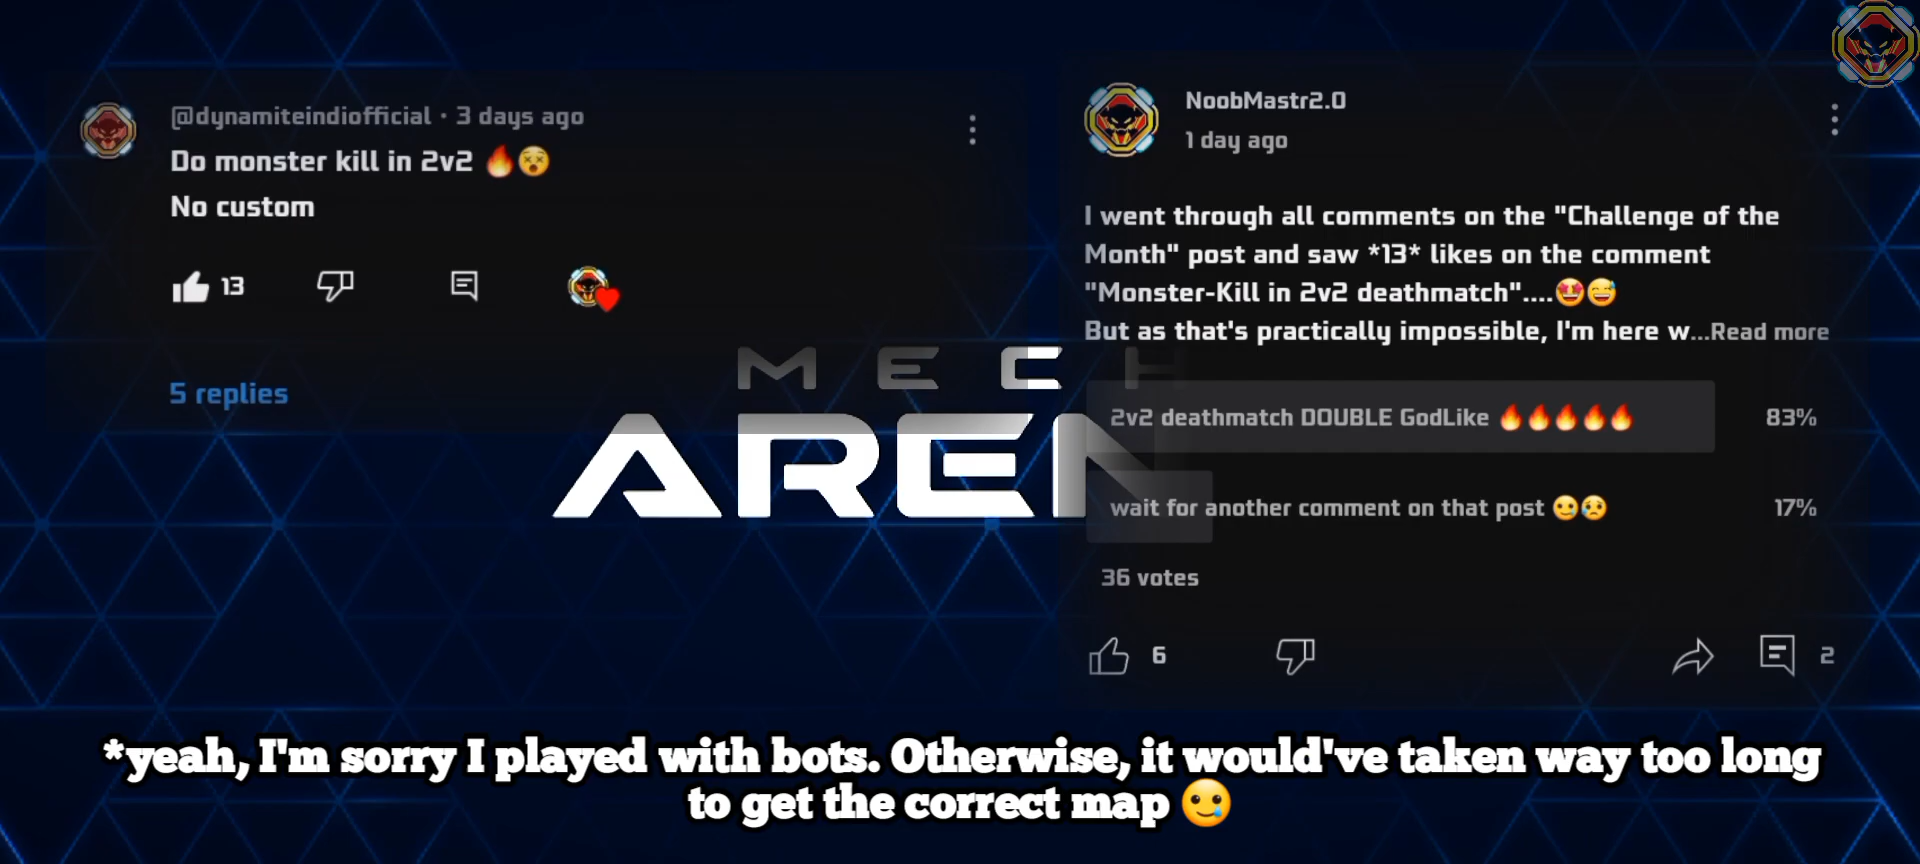 @dynamiteindiofficial · 3 days ago
Do monster kill in 2v2 🔥😵
No custom
13
5 replies
NoobMastr2.0
1 day ago
I went through all comments on the "Challenge of the
Month" post and saw *13* likes on the comment
"Monster-Kill in 2v2 deathmatch"....🤩😅
But as that's practically impossible, I'm here w...Read more
2v2 deathmatch DOUBLE GodLike 🔥🔥🔥🔥🔥 83%
wait for another comment on that post 🥲😥 17%
36 votes
6 2
MECH
AREN
*yeah, I'm sorry I played with bots. Otherwise, it would've taken way too long
to get the correct map 🥲